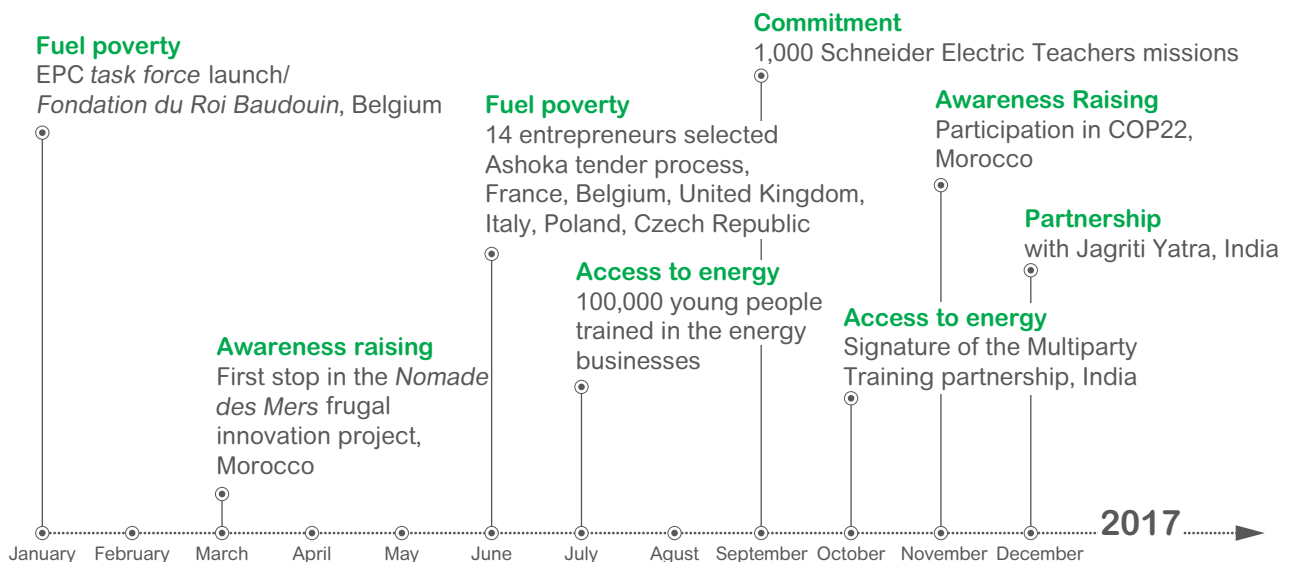 Fuel poverty
EPC task force launch/
Fondation du Roi Baudouin, Belgium
Awareness raising
First stop in the Nomade
des Mers frugal
innovation project,
Morocco
Fuel poverty
14 entrepreneurs selected
Ashoka tender process,
France, Belgium, United Kingdom,
Italy, Poland, Czech Republic
Access to energy
100,000 young people
trained in the energy
businesses
Commitment
1,000 Schneider Electric Teachers missions
Access to energy
Signature of the Multiparty
Training partnership, India
Awareness Raising
Participation in COP22,
Morocco
Partnership
with Jagriti Yatra, India
2017
January February March April May June July Agust September October November December